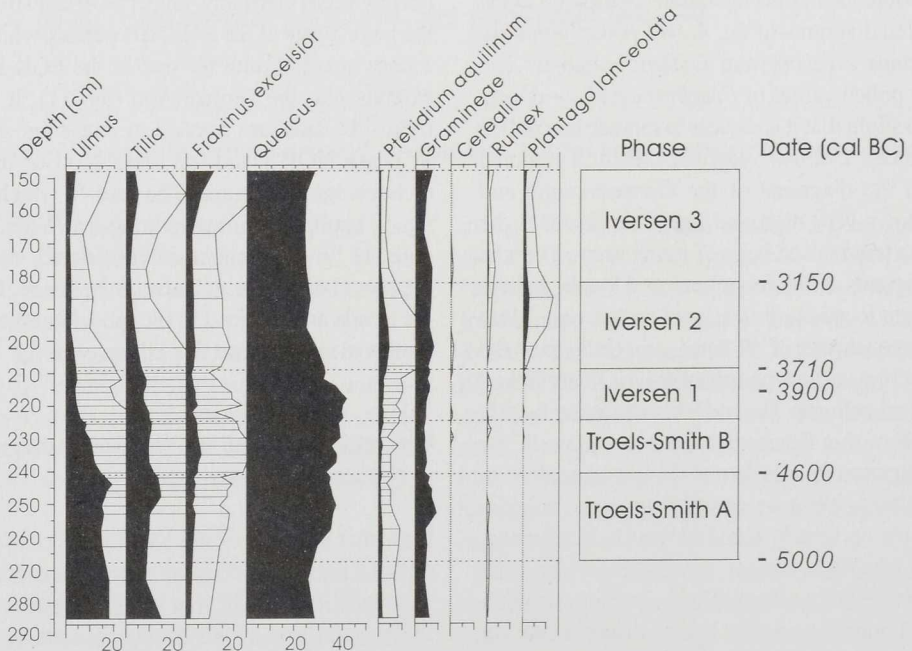 Depth (cm)
Ulmus
Tilia
Fraxinus excelsior
Quercus
Pteridium aquilinum
Gramineae
Cerealia
Rumex
Plantago lanceolata
Phase
Date (cal BC)
150
160
170
180
190
200
210
220
230
240
250
260
270
280
290
Iversen 3
Iversen 2
Iversen 1
Troels-Smith B
Troels-Smith A
- 3150
- 3710
- 3900
- 4600
- 5000
20 20 20 20 40